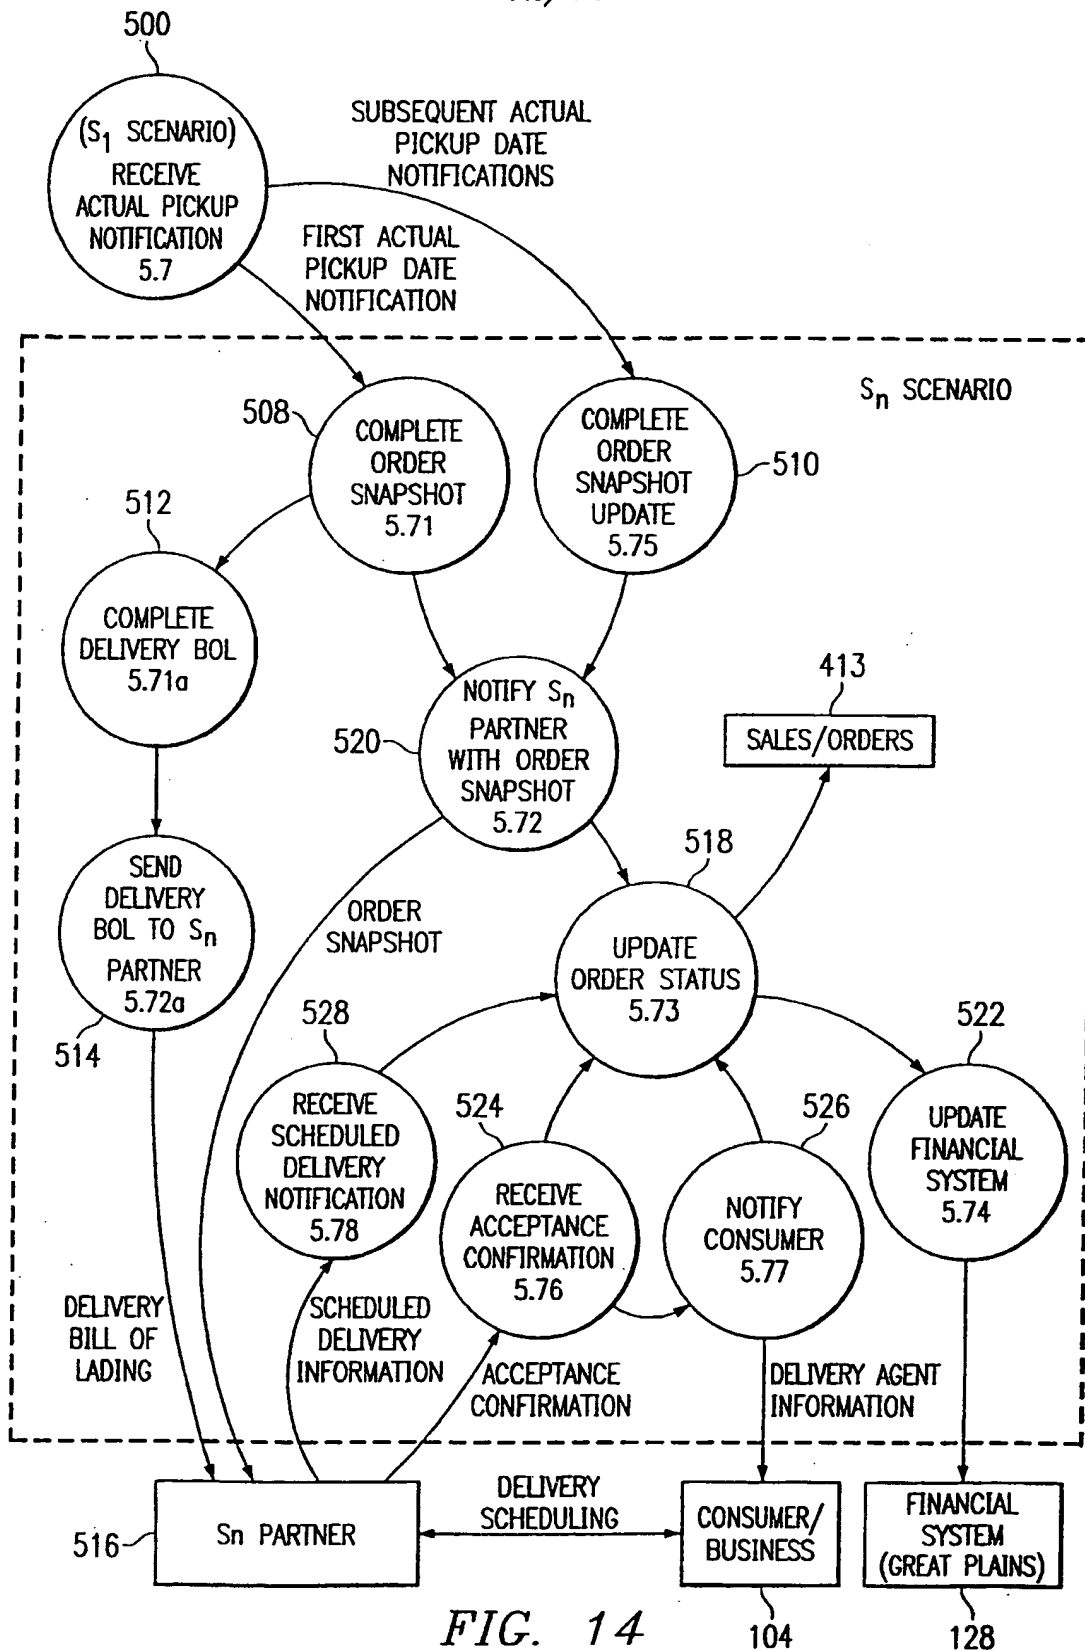 500
(S1 SCENARIO)
RECEIVE
ACTUAL PICKUP
NOTIFICATION
5.7
SUBSEQUENT ACTUAL
PICKUP DATE
NOTIFICATIONS
FIRST ACTUAL
PICKUP DATE
NOTIFICATION
Sn SCENARIO
508
COMPLETE
ORDER
SNAPSHOT
5.71
COMPLETE
ORDER
SNAPSHOT
UPDATE
5.75
510
512
COMPLETE
DELIVERY BOL
5.71a
520
NOTIFY Sn
PARTNER
WITH ORDER
SNAPSHOT
5.72
413
SALES/ORDERS
SEND
DELIVERY
BOL TO Sn
PARTNER
5.72a
514
ORDER
SNAPSHOT
518
UPDATE
ORDER STATUS
5.73
528
RECEIVE
SCHEDULED
DELIVERY
NOTIFICATION
5.78
524
RECEIVE
ACCEPTANCE
CONFIRMATION
5.76
526
NOTIFY
CONSUMER
5.77
522
UPDATE
FINANCIAL
SYSTEM
5.74
DELIVERY
BILL OF
LADING
SCHEDULED
DELIVERY
INFORMATION
ACCEPTANCE
CONFIRMATION
DELIVERY AGENT
INFORMATION
516
Sn PARTNER
DELIVERY
SCHEDULING
CONSUMER/
BUSINESS
104
FINANCIAL
SYSTEM
(GREAT PLAINS)
128
FIG. 14